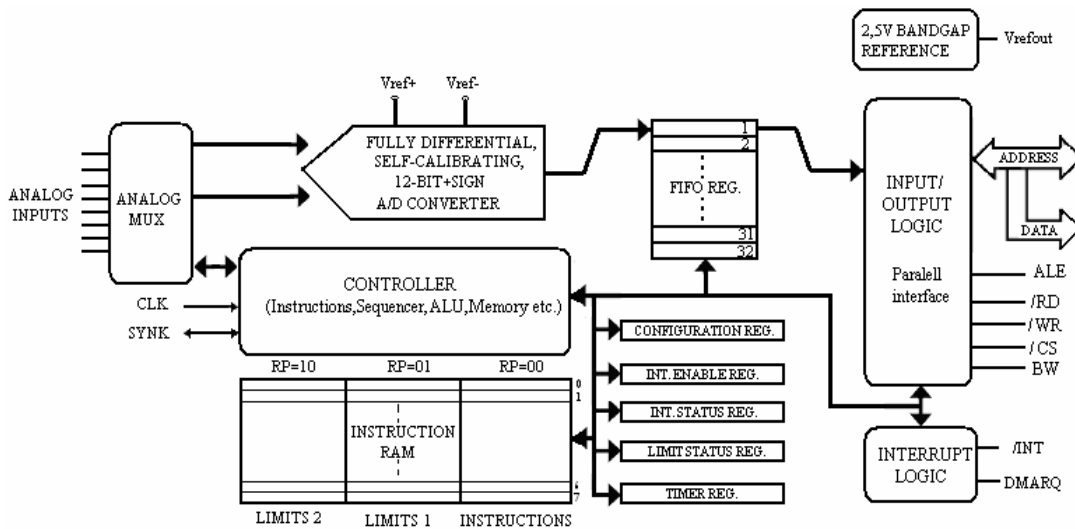 2,5V BANDGAP
REFERENCE
Vrefout
Vref+
Vref-
FULLY DIFFERENTIAL,
SELF-CALIBRATING,
12-BIT+SIGN
A/D CONVERTER
ANALOG
INPUTS
ANALOG
MUX
1
2
FIFO REG.
31
32
INPUT/
OUTPUT
LOGIC
Paralell
interface
ADDRESS
DATA
ALE
/RD
/WR
/CS
BW
CONTROLLER
(Instructions,Sequencer,ALU,Memory etc.)
CLK
SYNK
CONFIGURATION REG.
INT. ENABLE REG.
INT. STATUS REG.
LIMIT STATUS REG.
TIMER REG.
RP=10
RP=01
RP=00
0
1
INSTRUCTION
RAM
6
7
LIMITS 2
LIMITS 1
INSTRUCTIONS
INTERRUPT
LOGIC
/INT
DMARQ